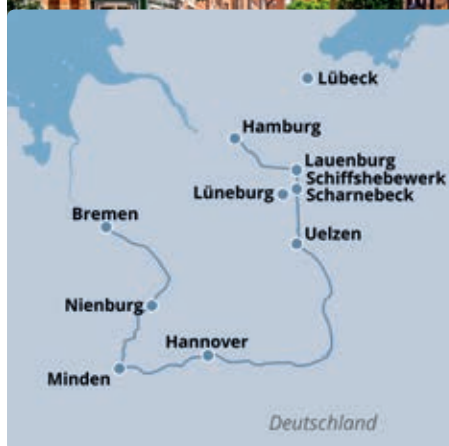 Lübeck
Hamburg
Lauenburg
Schiffshebewerk
Scharnebeck
Lüneburg
Bremen
Uelzen
Nienburg
Hannover
Minden
Deutschland